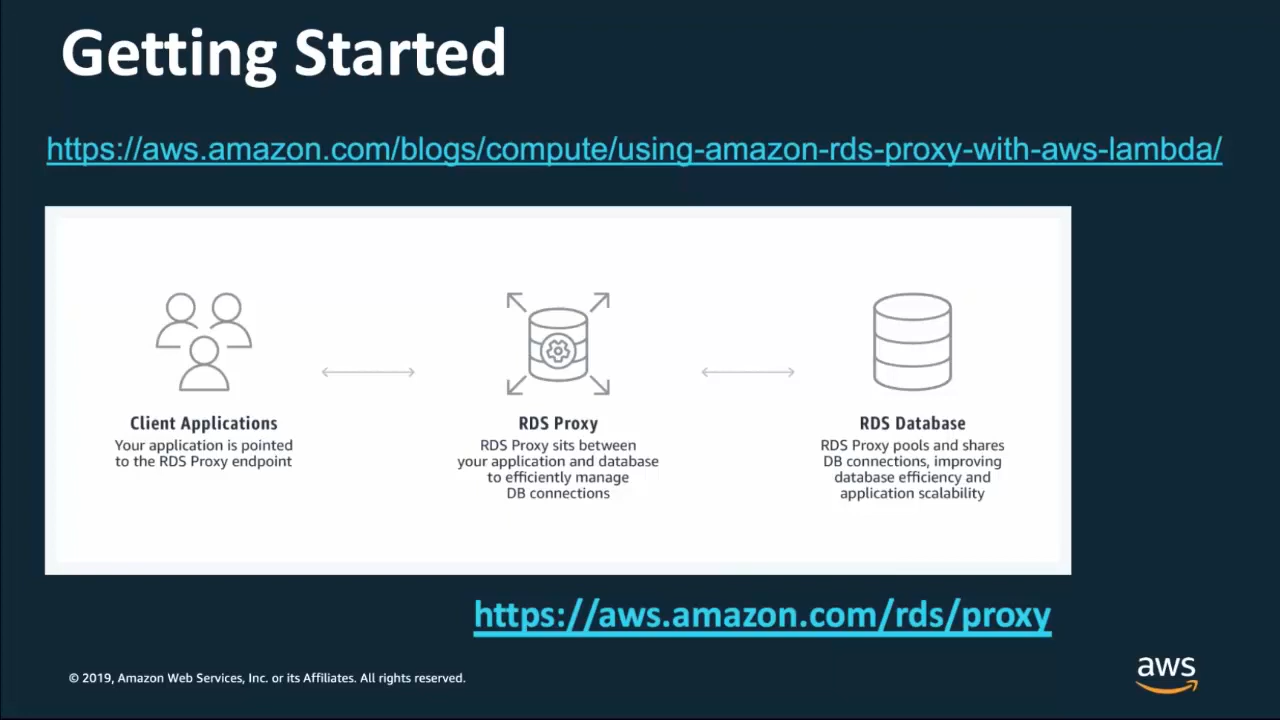 Getting Started
https://aws.amazon.com/blogs/compute/using-amazon-rds-proxy-with-aws-lambda/
Client Applications
Your application is pointed
to the RDS Proxy endpoint
RDS Proxy
RDS Proxy sits between
your application and database
to efficiently manage
DB connections
RDS Database
RDS Proxy pools and shares
DB connections, improving
database efficiency and
application scalability
https://aws.amazon.com/rds/proxy
© 2019, Amazon Web Services, Inc. or its Affiliates. All rights reserved.
aws